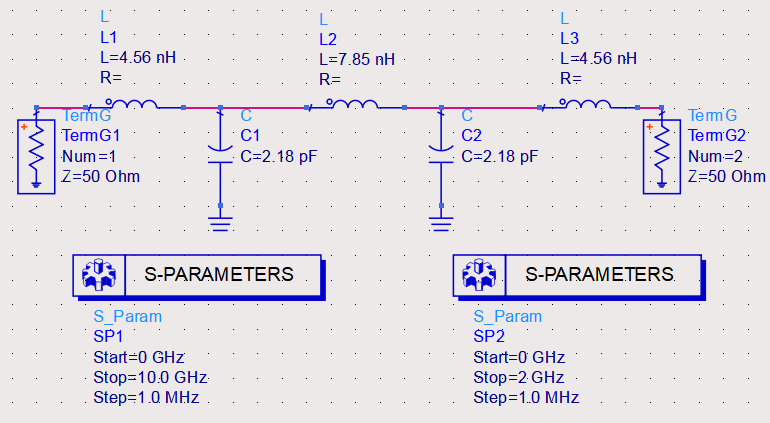 L
L1
L=4.56 nH
R=
L
L2
L=7.85 nH
R=
L
L3
L=4.56 nH
R=
+
TermG
TermG1
Num=1
Z=50 Ohm
C
C1
C=2.18 pF
C
C2
C=2.18 pF
+
TermG
TermG2
Num=2
Z=50 Ohm
S-PARAMETERS
S_Param
SP1
Start=0 GHz
Stop=10.0 GHz
Step=1.0 MHz
S-PARAMETERS
S_Param
SP2
Start=0 GHz
Stop=2 GHz
Step=1.0 MHz